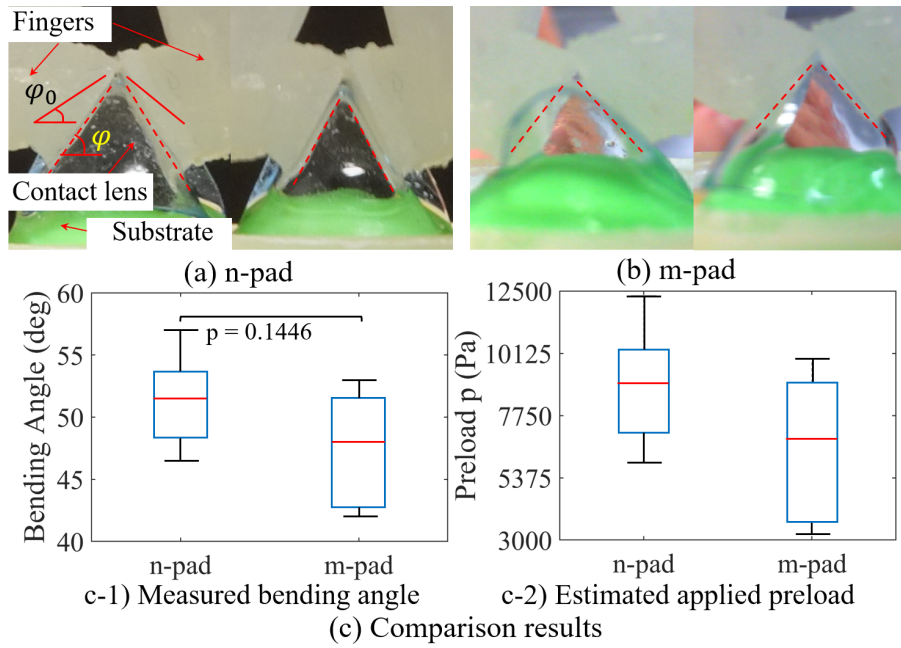 Fingers
φ₀
φ
Contact lens
Substrate
(a) n-pad
(b) m-pad
60
55
50
45
40
Bending Angle (deg)
p = 0.1446
n-pad
m-pad
c-1) Measured bending angle
12500
10125
7750
5375
3000
Preload p (Pa)
n-pad
m-pad
c-2) Estimated applied preload
(c) Comparison results